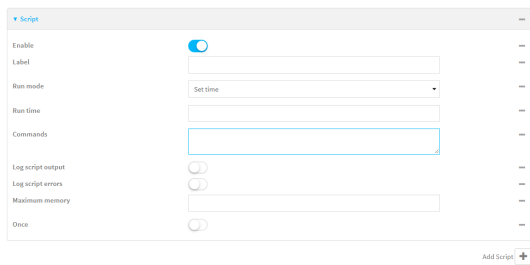 ▼ Script
Enable
Label
Run mode
Set time
Run time
Commands
Log script output
Log script errors
Maximum memory
Once
Add Script